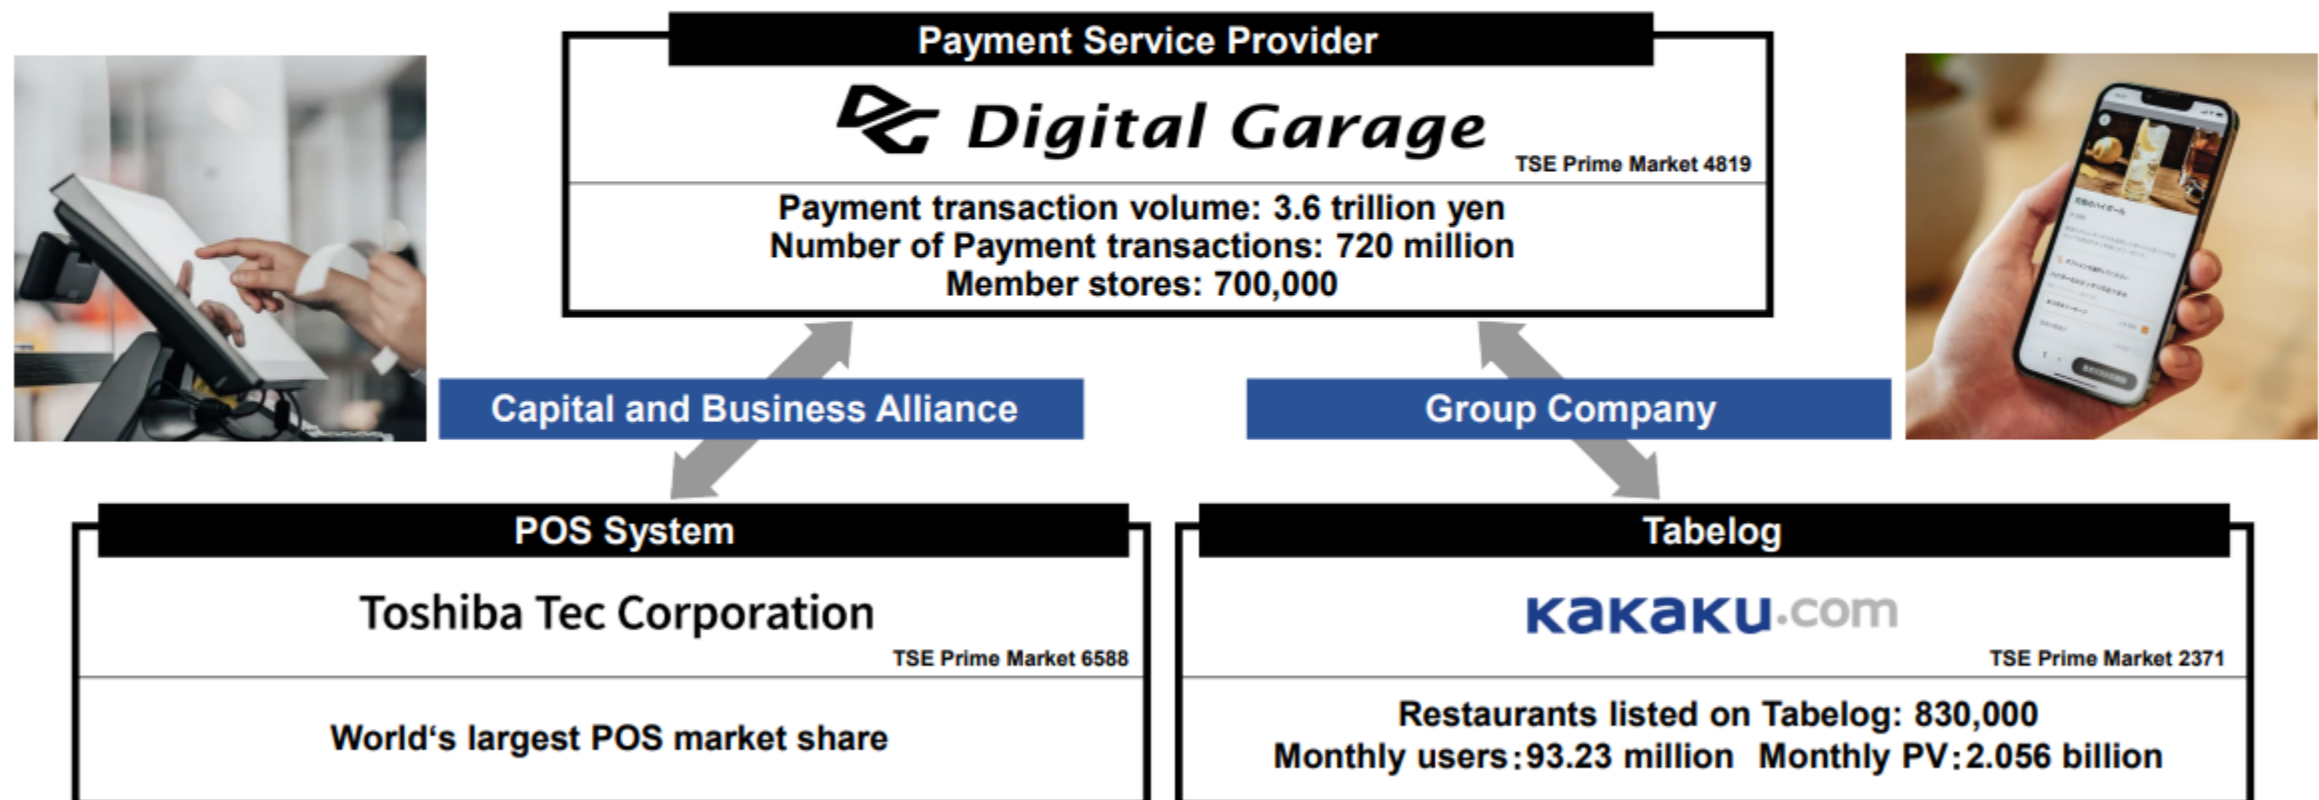 Payment Service Provider
DG Digital Garage
TSE Prime Market 4819
Payment transaction volume: 3.6 trillion yen
Number of Payment transactions: 720 million
Member stores: 700,000
Capital and Business Alliance
Group Company
POS System
Toshiba Tec Corporation
TSE Prime Market 6588
World‘s largest POS market share
Tabelog
KaKaKu.com
TSE Prime Market 2371
Restaurants listed on Tabelog: 830,000
Monthly users:93.23 million Monthly PV:2.056 billion